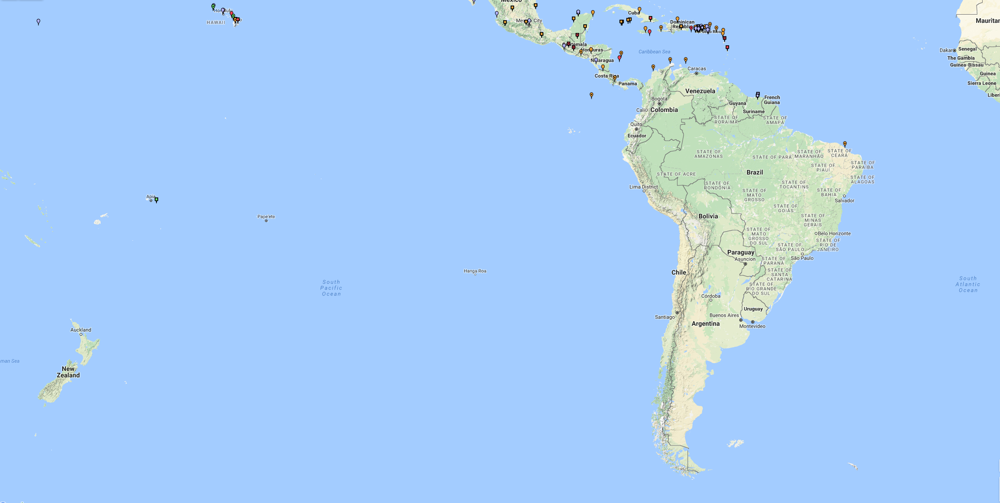 Mexico
Honolulu
HAWAII
Mexico City
Cuba
Dominican
Republic
Puerto Rico
Guatemala
Honduras
Nicaragua
Caribbean Sea
Costa Rica
Panama
Caracas
Mauritan
Dakar
Senegal
The Gambia
Guinea-Bissau
Guinea
Sierra Leone
Liberi
Venezuela
Bogotá
Cali
Colombia
Guyana
French
Guiana
Suriname
STATE OF
RORAIMA
STATE OF
AMAPÁ
Quito
Ecuador
STATE OF
AMAZONAS
STATE OF PARÁ
STATE OF
MARANHÃO
STATE OF
CEARÁ
STATE OF
PIAUÍ
STATE OF
PARAÍBA
STATE OF
ALAGOAS
STATE OF ACRE
Brazil
Lima District
STATE OF
RONDÔNIA
STATE OF
TOCANTINS
STATE OF
MATO
GROSSO
STATE OF
BAHIA
Salvador
Apia
Pape'ete
Bolivia
STATE OF
GOIÁS
STATE OF
MINAS
GERAIS
STATE OF
MATO
GROSSO
DO SUL
Belo Horizonte
STATE OF
RIO DE
JANEIRO
STATE OF
SÃO PAULO
Paraguay
Asuncion
São Paulo
STATE OF
PARANÁ
STATE OF
SANTA
CATARINA
Hanga Roa
Chile
South
Pacific
Ocean
South
Atlantic
Ocean
STATE OF
RIO GRANDE
DO SUL
Córdoba
Uruguay
Santiago
Buenos Aires
Argentina
Montevideo
Auckland
man Sea
New
Zealand